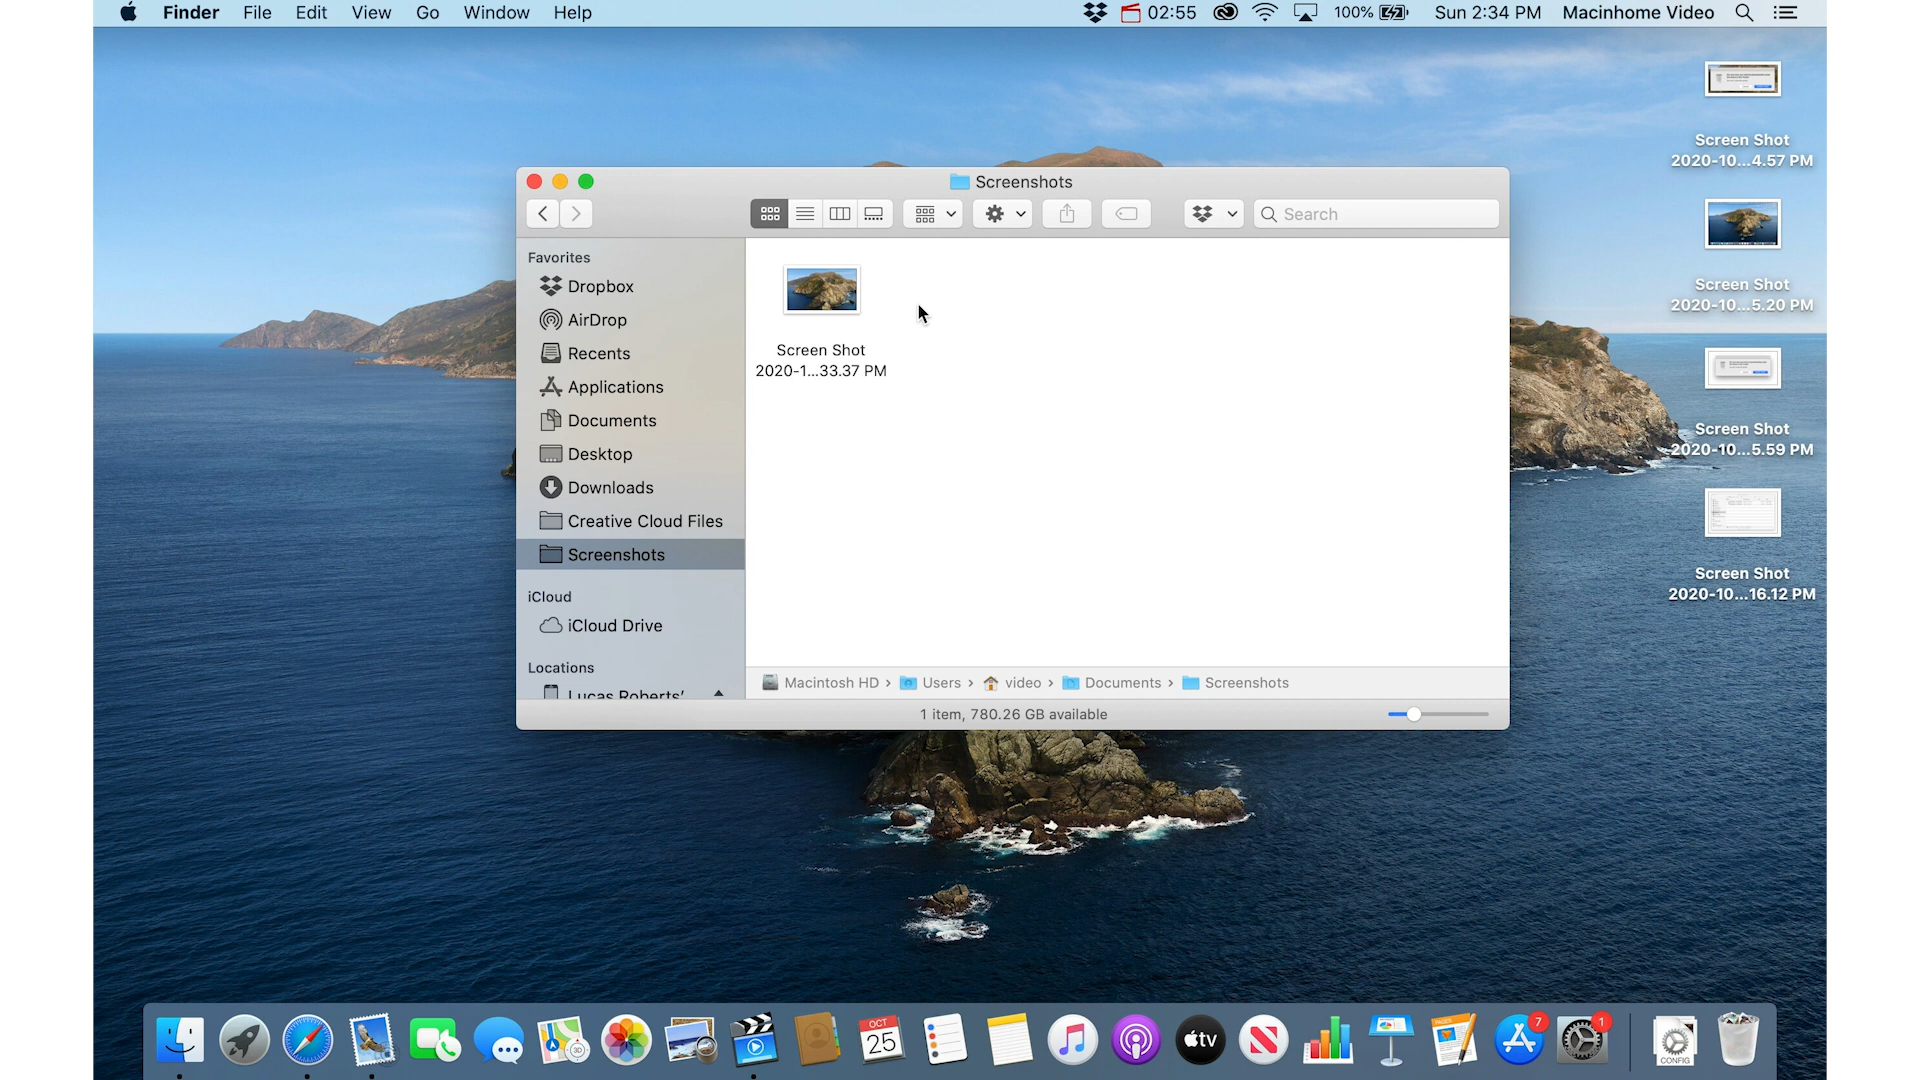 Finder File Edit View Go Window Help 02:55 100% Sun 2:34 PM Macinhome Video
Screen Shot
2020-10...4.57 PM
Screen Shot
2020-10...5.20 PM
Screen Shot
2020-10...5.59 PM
Screen Shot
2020-10...16.12 PM
Screenshots
Search
Favorites
Dropbox
AirDrop
Recents
Applications
Documents
Desktop
Downloads
Creative Cloud Files
Screenshots
iCloud
iCloud Drive
Locations
Lucas Roberts'
Screen Shot
2020-1...33.37 PM
Macintosh HD › Users › video › Documents › Screenshots
1 item, 780.26 GB available
OCT
25
tv
PAGES
7
1
CONFIG